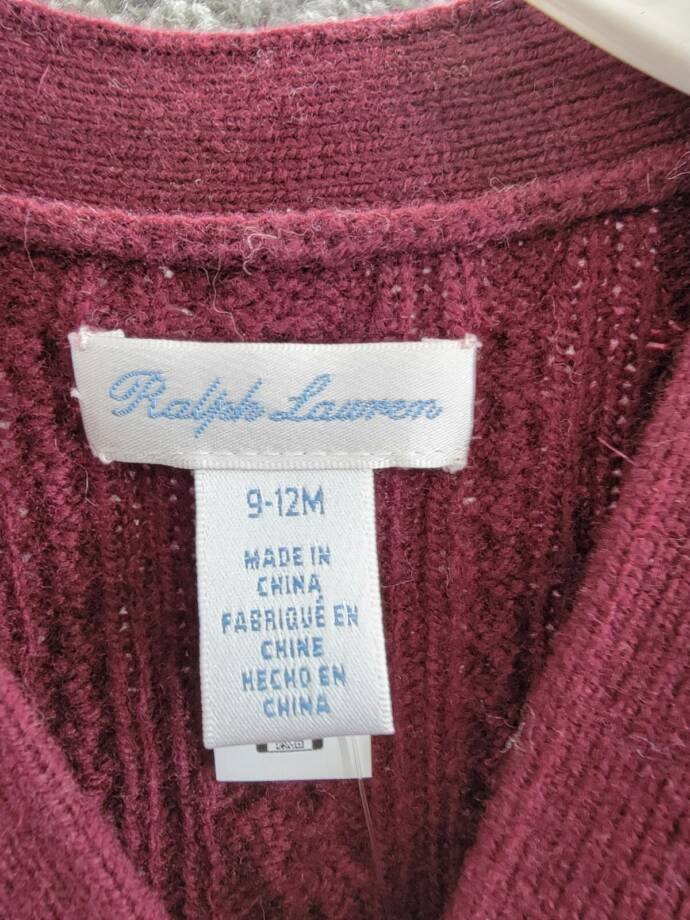 Ralph Lauren
9-12M
MADE IN
CHINA
FABRIQUÉ EN
CHINE
HECHO EN
CHINA